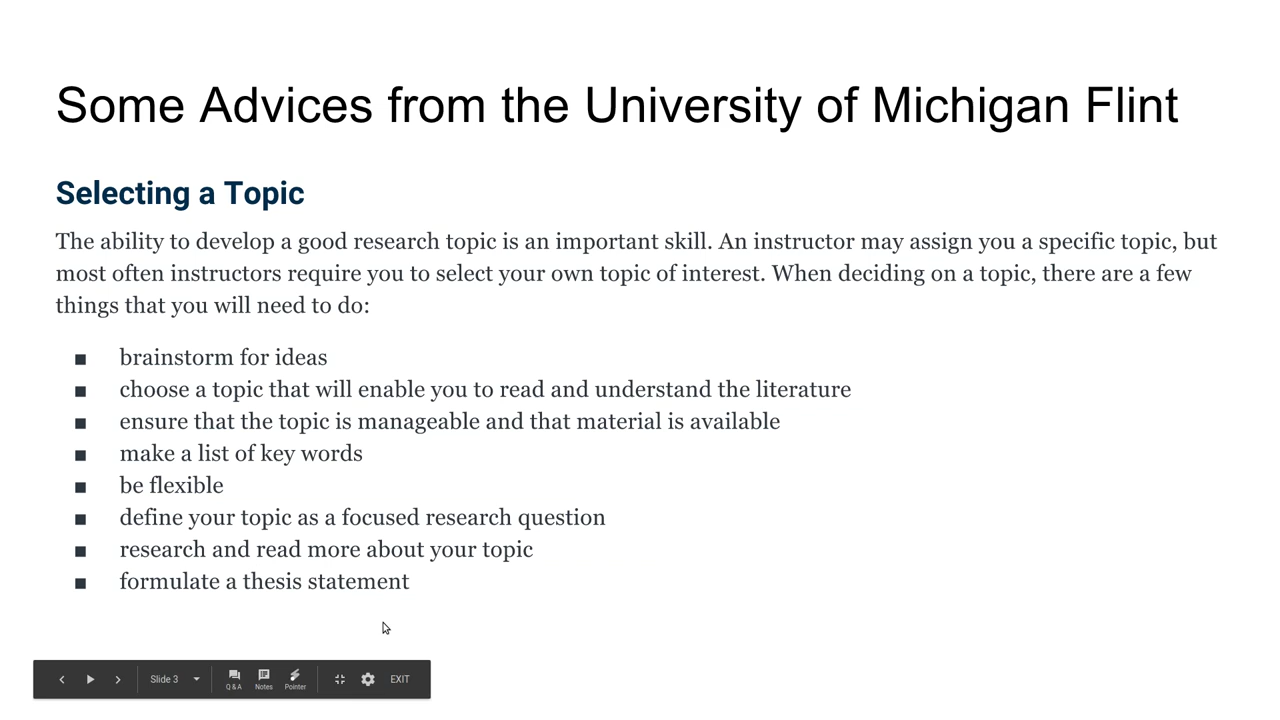 Some Advices from the University of Michigan Flint
Selecting a Topic
The ability to develop a good research topic is an important skill. An instructor may assign you a specific topic, but
most often instructors require you to select your own topic of interest. When deciding on a topic, there are a few
things that you will need to do:
■ brainstorm for ideas
■ choose a topic that will enable you to read and understand the literature
■ ensure that the topic is manageable and that material is available
■ make a list of key words
■ be flexible
■ define your topic as a focused research question
■ research and read more about your topic
■ formulate a thesis statement
Slide 3 Q & A Notes Pointer EXIT